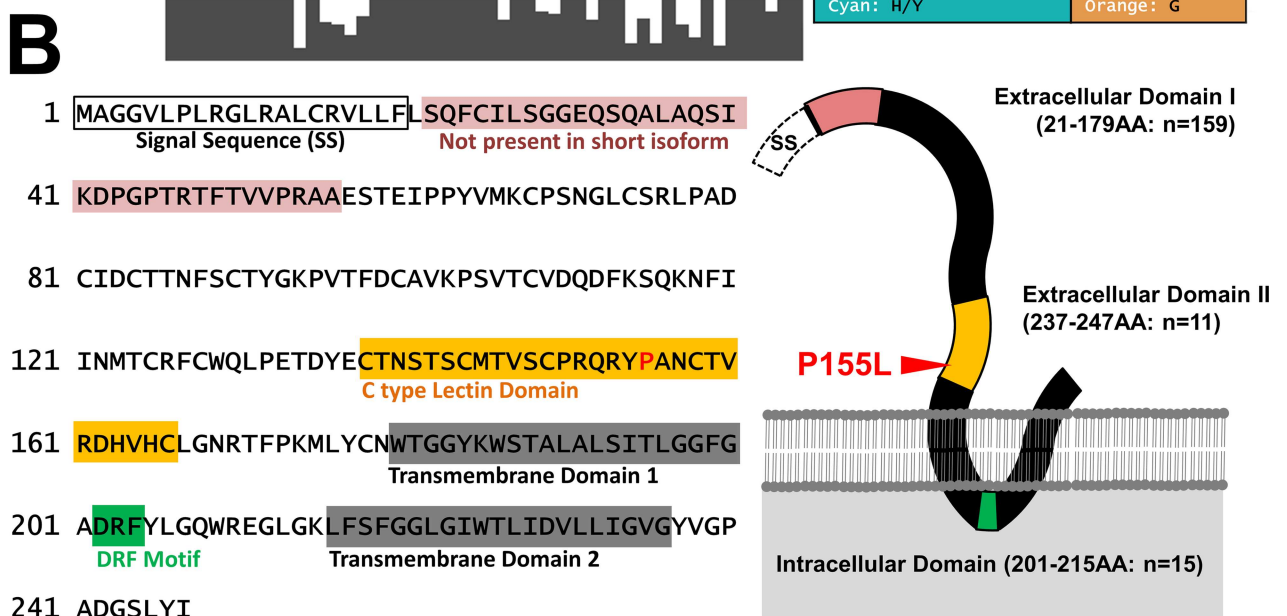 Cyan: H/Y
Orange: G
B
1 MAGGVLPLRGLRALCRVLLFLSQFCILSGGEQSQALAQSI
Signal Sequence (SS)
Not present in short isoform
41 KDPGPTRTFTVVPRAAESTEIPPYVMKCPSNGLCSRLPAD
81 CIDCTTNFSCTYGKPVTFDCAVKPSVTCVDQDFKSQKNFI
121 INMTCRFCWQLPETDYECTNSTSCMTVSCPRQRYPANCTV
C type Lectin Domain
161 RDHVHCLGNRTFPKMLYCNWTGGYKWSTALALSITLGGFG
Transmembrane Domain 1
201 ADRFYLGQWREGLGKLFSFGGLGIWTLIDVLLIGVGYVGP
DRF Motif
Transmembrane Domain 2
241 ADGSLYI
SS
Extracellular Domain I
(21-179AA: n=159)
Extracellular Domain II
(237-247AA: n=11)
P155L
Intracellular Domain (201-215AA: n=15)